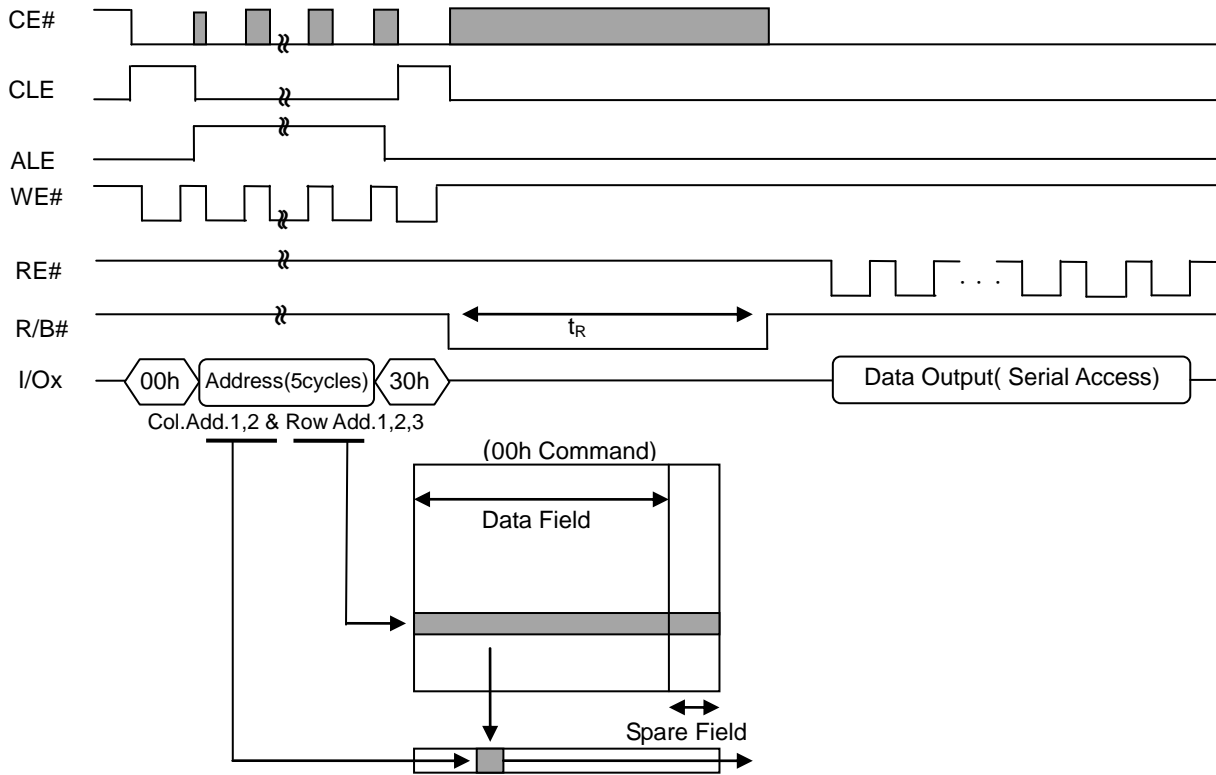 CE#
CLE
ALE
WE#
RE#
R/B#
tR
I/Ox
00h
Address(5cycles)
30h
Data Output( Serial Access)
Col.Add.1,2 & Row Add.1,2,3
(00h Command)
Data Field
Spare Field